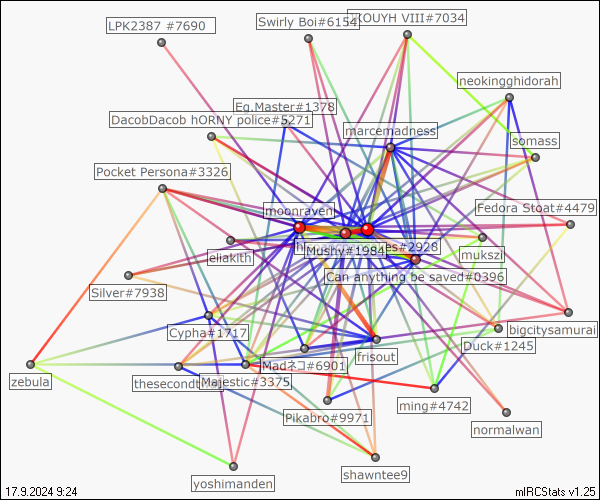 LPK2387 #7690
Swirly Boi#6154
KOUYH VIII#7034
neokingghidorah
Eg.Master#1378
DacobDacob hORNY police#5271
marcemadness
somass
Pocket Persona#3326
moonraven
Fedora Stoat#4479
eliakith
Mushy#1984
es#2928
mukszil
Can anything be saved#0396
Silver#7938
Cypha#1717
bigcitysamurai
Duck#1245
frisout
Madネコ#6901
zebula
thesecondt
Majestic#3375
ming#4742
Pikabro#9971
normalwan
shawntee9
yoshimanden
17.9.2024 9:24
mIRCStats v1.25